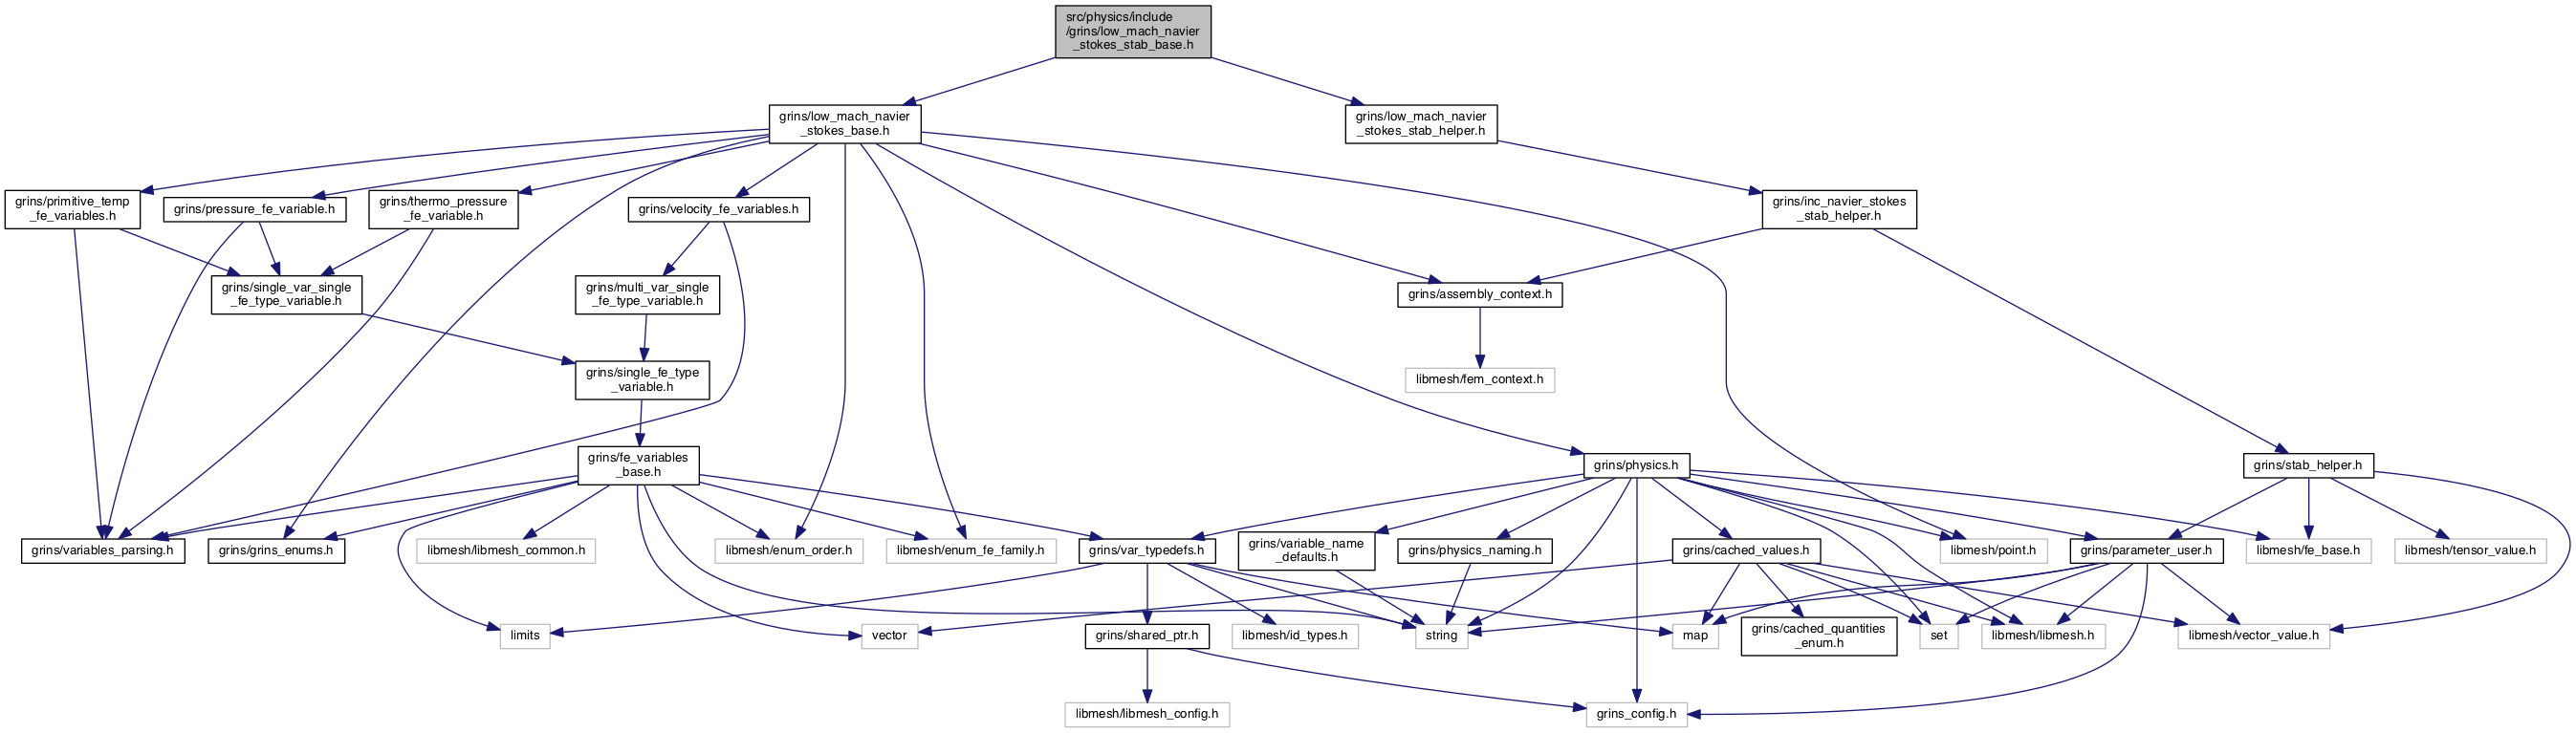 src/physics/include
/grins/low_mach_navier
_stokes_stab_base.h
grins/low_mach_navier
_stokes_base.h
grins/low_mach_navier
_stokes_stab_helper.h
grins/primitive_temp
_fe_variables.h
grins/pressure_fe_variable.h
grins/thermo_pressure
_fe_variable.h
grins/velocity_fe_variables.h
grins/inc_navier_stokes
_stab_helper.h
grins/single_var_single
_fe_type_variable.h
grins/multi_var_single
_fe_type_variable.h
grins/assembly_context.h
grins/single_fe_type
_variable.h
libmesh/fem_context.h
grins/fe_variables
_base.h
grins/physics.h
grins/stab_helper.h
grins/variables_parsing.h
grins/grins_enums.h
libmesh/libmesh_common.h
libmesh/enum_order.h
libmesh/enum_fe_family.h
grins/var_typedefs.h
grins/variable_name
_defaults.h
grins/physics_naming.h
grins/cached_values.h
libmesh/point.h
grins/parameter_user.h
libmesh/fe_base.h
libmesh/tensor_value.h
limits
vector
grins/shared_ptr.h
libmesh/id_types.h
string
map
grins/cached_quantities
_enum.h
set
libmesh/libmesh.h
libmesh/vector_value.h
libmesh/libmesh_config.h
grins_config.h